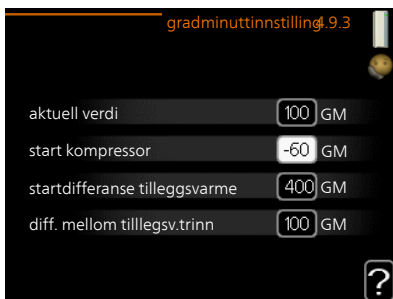 gradminuttinnstilling4.9.3
aktuell verdi 100 GM
start kompressor -60 GM
startdifferanse tilleggsvarme 400 GM
diff. mellom tilllegsv.trinn 100 GM
?